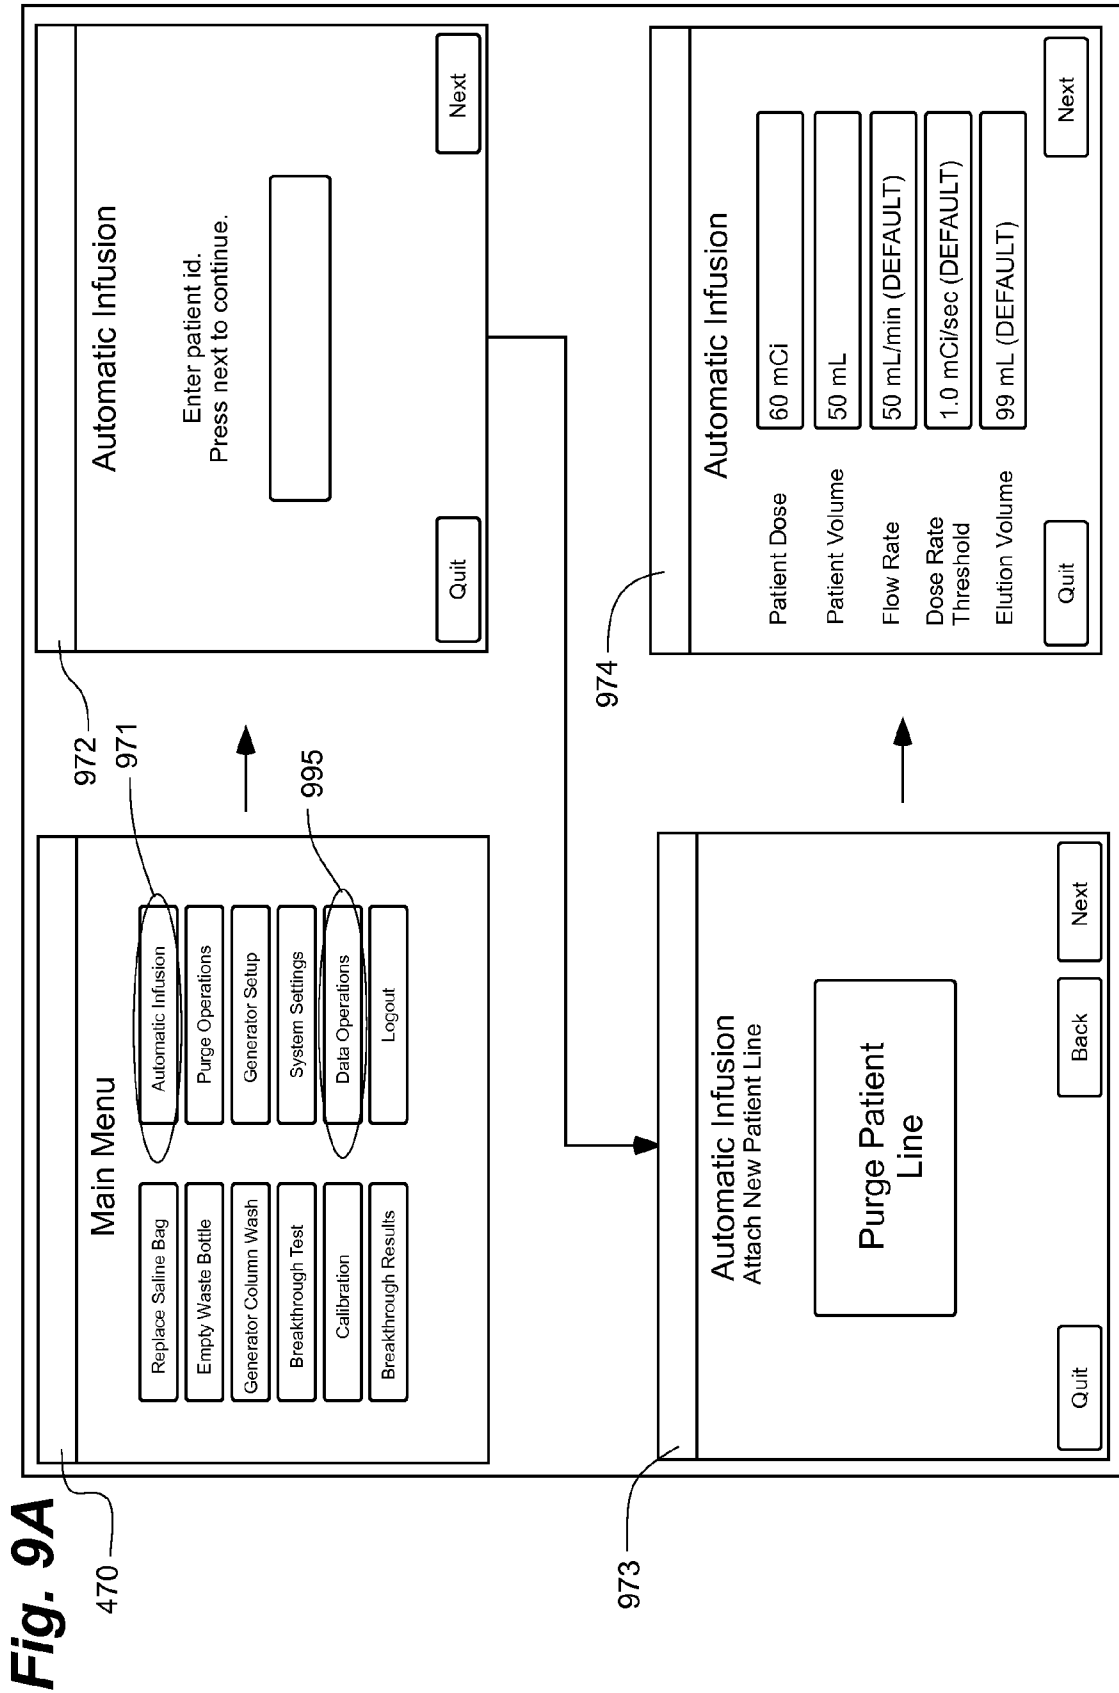 Fig. 9A
470
Main Menu
Replace Saline Bag
Automatic Infusion
Empty Waste Bottle
Purge Operations
Generator Column Wash
Generator Setup
Breakthrough Test
System Settings
Calibration
Data Operations
Breakthrough Results
Logout
971
995
972
Automatic Infusion
Enter patient id.
Press next to continue.
Quit
Next
973
Automatic Infusion
Attach New Patient Line
Purge Patient
Line
Quit
Back
Next
974
Automatic Infusion
Patient Dose
60 mCi
Patient Volume
50 mL
Flow Rate
50 mL/min (DEFAULT)
Dose Rate
Threshold
1.0 mCi/sec (DEFAULT)
Elution Volume
99 mL (DEFAULT)
Quit
Next